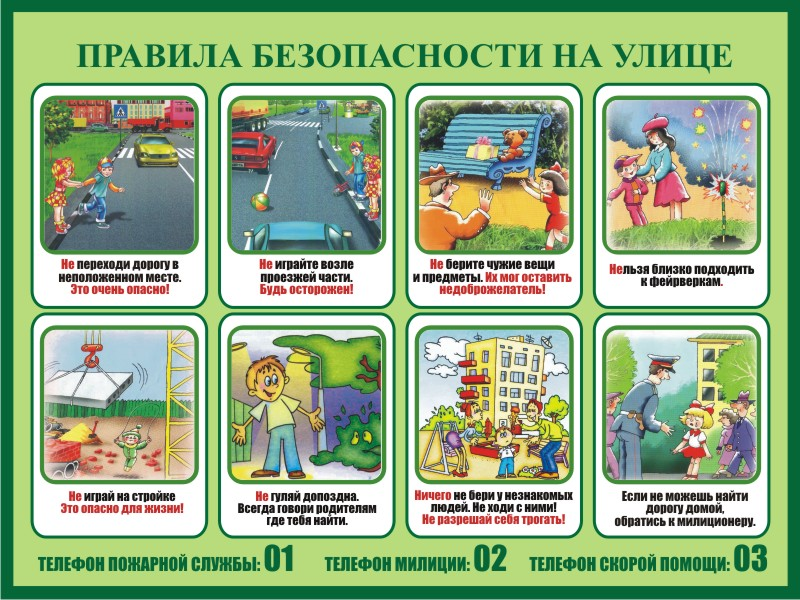 ПРАВИЛА БЕЗОПАСНОСТИ НА УЛИЦЕ
Не переходи дорогу в
неположенном месте.
Это очень опасно!
Не играйте возле
проезжей части.
Будь осторожен!
Не берите чужие вещи
и предметы. Их мог оставить
недоброжелатель!
Нельзя близко подходить
к фейрверкам.
Не играй на стройке
Это опасно для жизни!
Не гуляй допоздна.
Всегда говори родителям
где тебя найти.
Ничего не бери у незнакомых
людей. Не ходи с ними!
Не разрешай себя трогать!
Если не можешь найти
дорогу домой,
обратись к милиционеру.
ТЕЛЕФОН ПОЖАРНОЙ СЛУЖБЫ: 01 ТЕЛЕФОН МИЛИЦИИ: 02 ТЕЛЕФОН СКОРОЙ ПОМОЩИ: 03